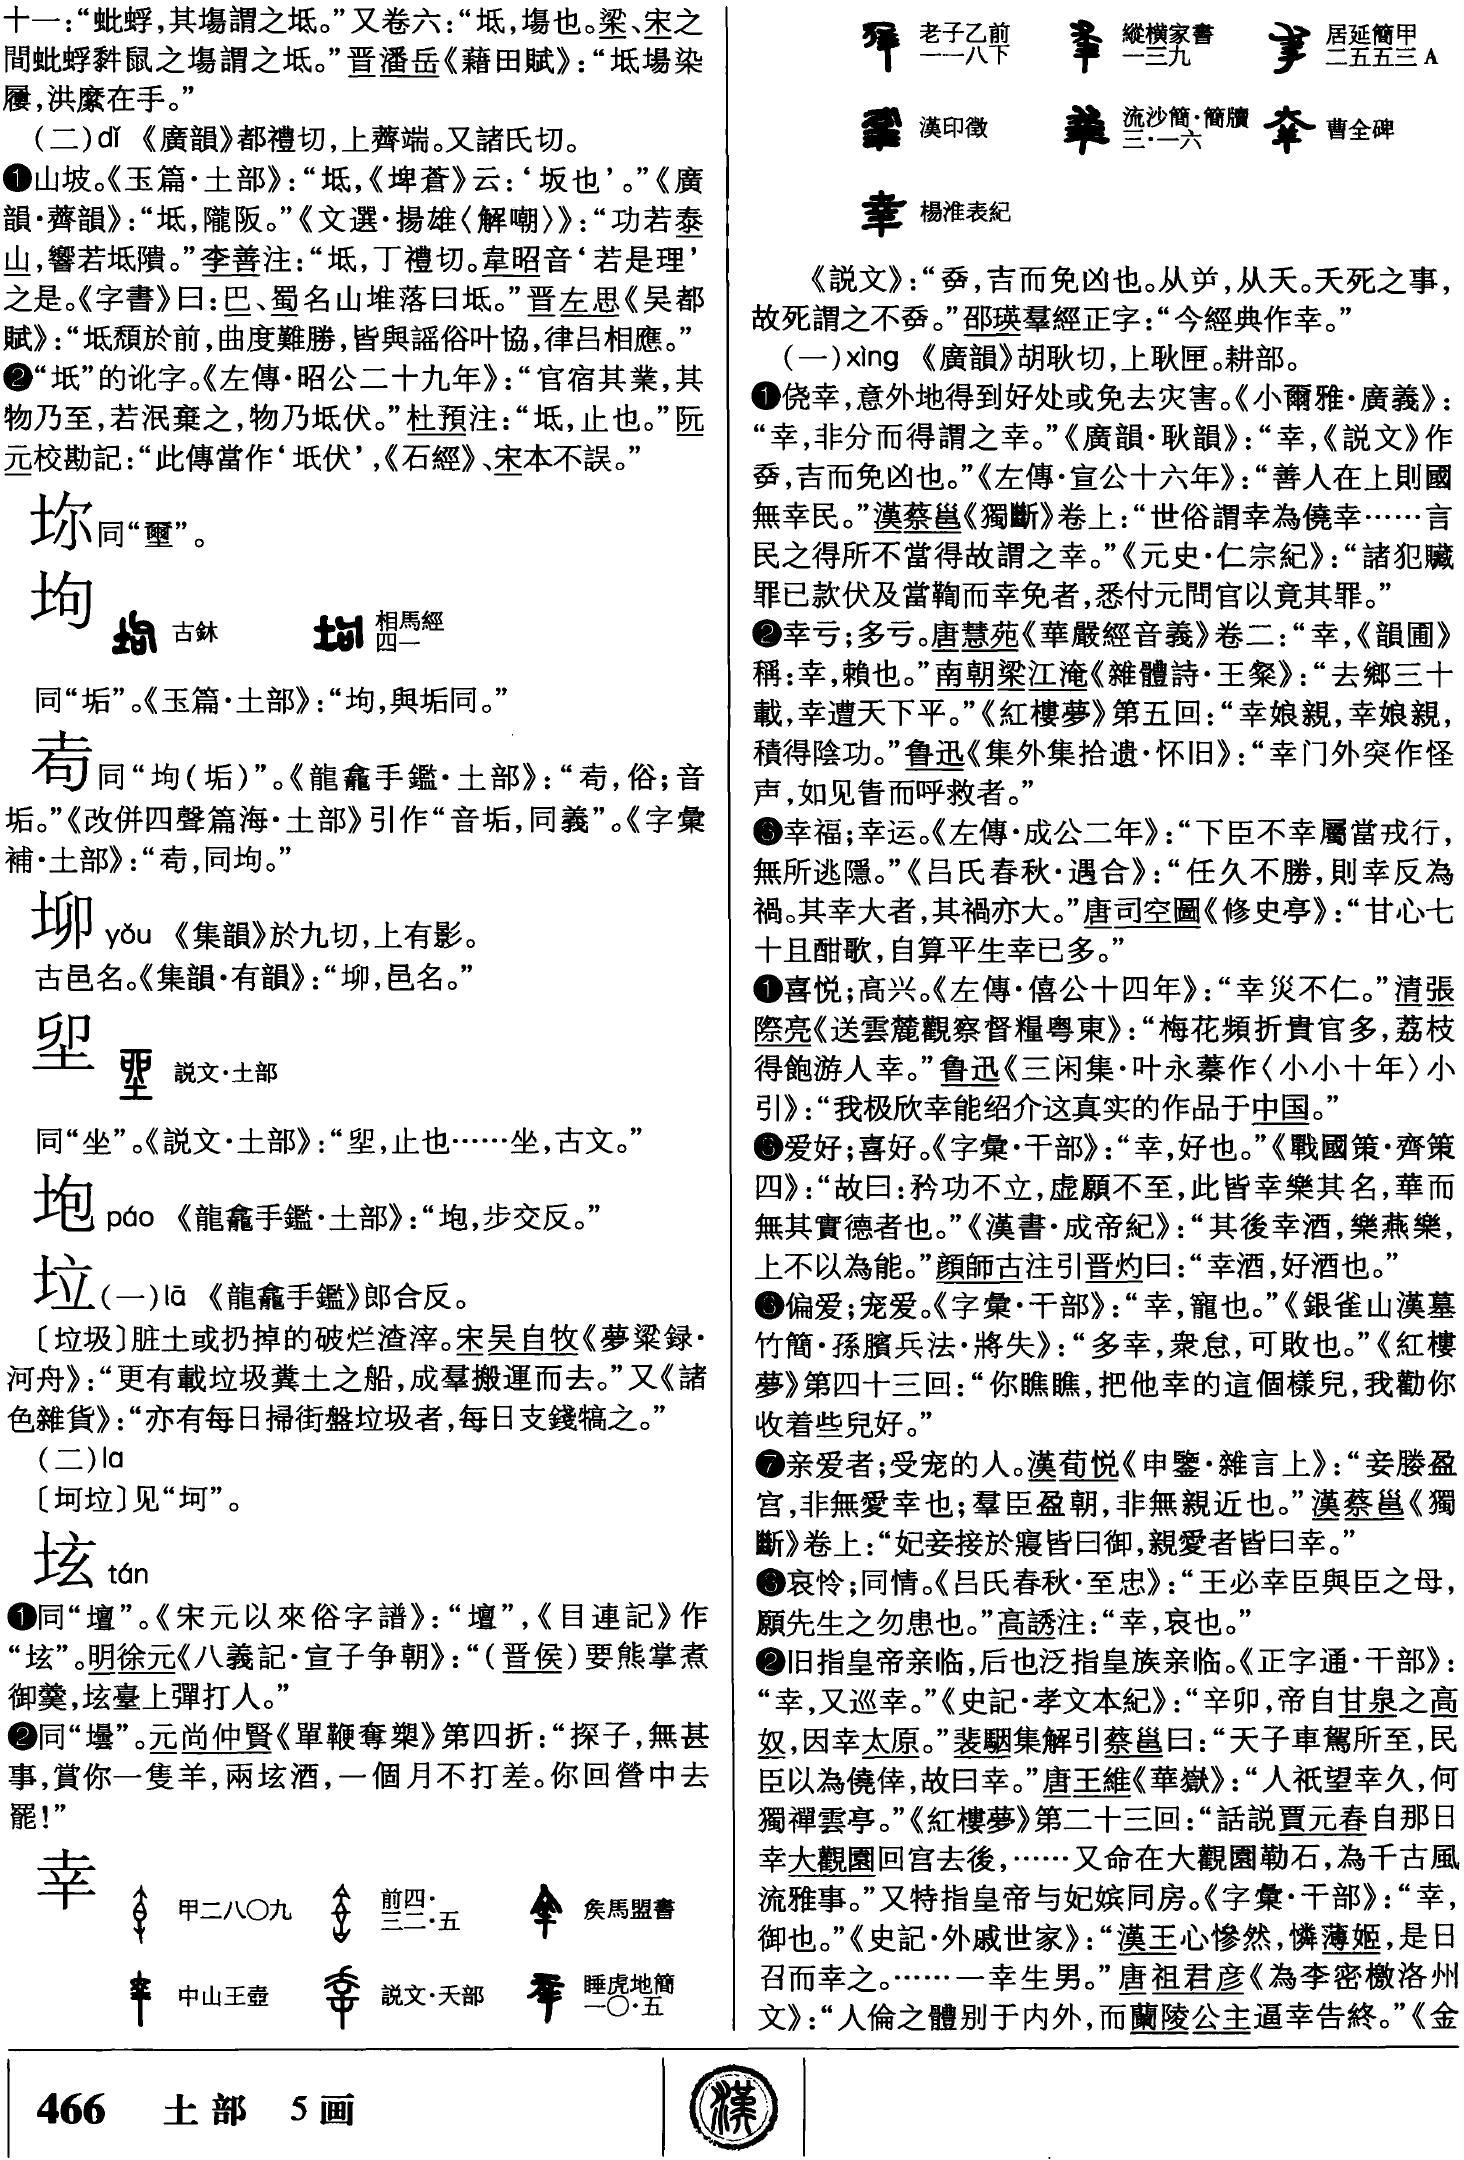 十一：“蚍蜉，其塲謂之坻。”又卷六：“坻，塲也。梁、宋之
間蚍蜉𪕭鼠之塲謂之坻。”晋潘岳《藉田賦》：“坻場染
屨，洪縻在手。”
（二）dǐ 《廣韻》都禮切，上薺端。又諸氏切。
❶山坡。《玉篇·土部》：“坻，《埤蒼》云：‘坂也’。”《廣
韻·薺韻》：“坻，隴阪。”《文選·揚雄〈解嘲〉》：“功若泰
山，響若坻隤。”李善注：“坻，丁禮切。韋昭音‘若是理’
之是。《字書》曰：巴、蜀名山堆落曰坻。”晋左思《吴都
賦》：“坻頹於前，曲度難勝，皆與謡俗叶協，律吕相應。”
❷“坁”的讹字。《左傳·昭公二十九年》：“官宿其業，其
物乃至，若泯棄之，物乃坻伏。”杜預注：“坻，止也。”阮
元校勘記：“此傳當作‘坁伏’，《石經》、宋本不誤。”
坹同“壐”。
坸
古鉢
相馬經
四一
同“垢”。《玉篇·土部》：“坸，與垢同。”
耇同“坸（垢）”。《龍龕手鑑·土部》：“耇，俗；音
垢。”《改併四聲篇海·土部》引作“音垢，同義”。《字彙
補·土部》：“耇，同坸。”
㘰 yǒu 《集韻》於九切，上有影。
古邑名。《集韻·有韻》：“㘰，邑名。”
㘴
説文·土部
同“坐”。《説文·土部》：“㘴，止也……坐，古文。”
垉 páo 《龍龕手鑑·土部》：“垉，步交反。”
垃（一）lā 《龍龕手鑑》郎合反。
〔垃圾〕脏土或扔掉的破烂渣滓。宋吴自牧《夢粱録·
河舟》：“更有載垃圾糞土之船，成羣搬運而去。”又《諸
色雜貨》：“亦有每日掃街盤垃圾者，每日支錢犒之。”
（二）la
〔坷垃〕见“坷”。
坛 tán
❶同“壇”。《宋元以來俗字譜》：“壇”，《目連記》作
“坛”。明徐元《八義記·宣子争朝》：“（晋侯）要熊掌煮
御羹，坛臺上彈打人。”
❷同“壜”。元尚仲賢《單鞭奪槊》第四折：“探子，無甚
事，賞你一隻羊，兩坛酒，一個月不打差。你回營中去
罷！”
幸
甲二八〇九
前四·
三二·五
矦馬盟書
中山王壺
説文·夭部
睡虎地簡
一〇·五
466 土部 5画
老子乙前
一一八下
縱横家書
一三九
居延簡甲
二五五三A
漢印徵
流沙簡·簡牘
三·一六
曹全碑
楊淮表紀
《説文》：“㚔，吉而免凶也。从屰，从夭。夭死之事，
故死謂之不㚔。”邵瑛羣經正字：“今經典作幸。”
（一）xìng 《廣韻》胡耿切，上耿匣。耕部。
❶侥幸，意外地得到好处或免去灾害。《小爾雅·廣義》：
“幸，非分而得謂之幸。”《廣韻·耿韻》：“幸，《説文》作
㚔，吉而免凶也。”《左傳·宣公十六年》：“善人在上則國
無幸民。”漢蔡邕《獨斷》卷上：“世俗謂幸為僥幸……言
民之得所不當得故謂之幸。”《元史·仁宗紀》：“諸犯贓
罪已款伏及當鞫而幸免者，悉付元問官以竟其罪。”
❷幸亏；多亏。唐慧苑《華嚴經音義》卷二：“幸，《韻圃》
稱：幸，賴也。”南朝梁江淹《雜體詩·王粲》：“去鄉三十
載，幸遭天下平。”《紅樓夢》第五回：“幸娘親，幸娘親，
積得陰功。”鲁迅《集外集拾遗·怀旧》：“幸门外突作怪
声，如见眚而呼救者。”
❸幸福；幸运。《左傳·成公二年》：“下臣不幸屬當戎行，
無所逃隱。”《吕氏春秋·遇合》：“任久不勝，則幸反為
禍。其幸大者，其禍亦大。”唐司空圖《修史亭》：“甘心七
十且酣歌，自算平生幸已多。”
❶喜悦；高兴。《左傳·僖公十四年》：“幸災不仁。”清張
際亮《送雲麓觀察督糧粤東》：“梅花頻折貴官多，荔枝
得飽游人幸。”鲁迅《三闲集·叶永蓁作〈小小十年〉小
引》：“我极欣幸能绍介这真实的作品于中国。”
❸爱好；喜好。《字彙·干部》：“幸，好也。”《戰國策·齊策
四》：“故曰：矜功不立，虚願不至，此皆幸樂其名，華而
無其實德者也。”《漢書·成帝紀》：“其後幸酒，樂燕樂，
上不以為能。”顔師古注引晋灼曰：“幸酒，好酒也。”
❻偏爱；宠爱。《字彙·干部》：“幸，寵也。”《銀雀山漢墓
竹簡·孫臏兵法·將失》：“多幸，衆怠，可敗也。”《紅樓
夢》第四十三回：“你瞧瞧，把他幸的這個樣兒，我勸你
收着些兒好。”
❼亲爱者；受宠的人。漢荀悦《申鑒·雜言上》：“妾媵盈
宫，非無愛幸也；羣臣盈朝，非無親近也。”漢蔡邕《獨
斷》卷上：“妃妾接於寢皆曰御，親愛者皆曰幸。”
❽哀怜；同情。《吕氏春秋·至忠》：“王必幸臣與臣之母，
願先生之勿患也。”高誘注：“幸，哀也。”
❷旧指皇帝亲临，后也泛指皇族亲临。《正字通·干部》：
“幸，又巡幸。”《史記·孝文本紀》：“辛卯，帝自甘泉之高
奴，因幸太原。”裴駰集解引蔡邕曰：“天子車駕所至，民
臣以為僥倖，故曰幸。”唐王維《華嶽》：“人祇望幸久，何
獨禪雲亭。”《紅樓夢》第二十三回：“話説賈元春自那日
幸大觀園回宫去後，……又命在大觀園勒石，為千古風
流雅事。”又特指皇帝与妃嫔同房。《字彙·干部》：“幸，
御也。”《史記·外戚世家》：“漢王心慘然，憐薄姬，是日
召而幸之。……一幸生男。”唐祖君彦《為李密檄洛州
文》：“人倫之體别于内外，而蘭陵公主逼幸告終。”《金